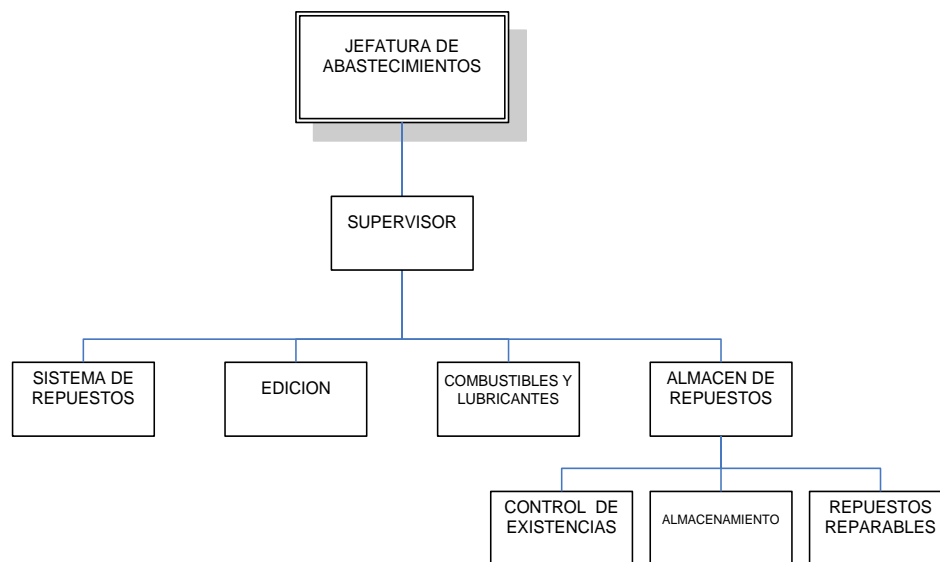 JEFATURA DE
ABASTECIMIENTOS
SUPERVISOR
SISTEMA DE
REPUESTOS
EDICION
COMBUSTIBLES Y
LUBRICANTES
ALMACEN DE
REPUESTOS
CONTROL DE
EXISTENCIAS
ALMACENAMIENTO
REPUESTOS
REPARABLES